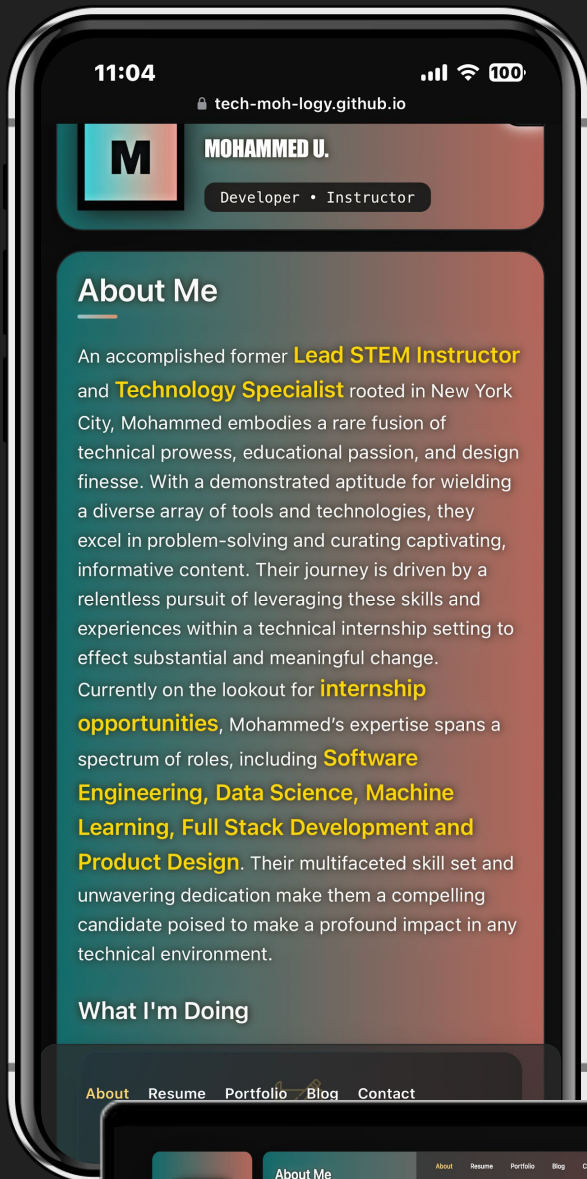 11:04
100
tech-moh-logy.github.io
M
MOHAMMED U.
Developer • Instructor
About Me
An accomplished former Lead STEM Instructor
and Technology Specialist rooted in New York
City, Mohammed embodies a rare fusion of
technical prowess, educational passion, and design
finesse. With a demonstrated aptitude for wielding
a diverse array of tools and technologies, they
excel in problem-solving and curating captivating,
informative content. Their journey is driven by a
relentless pursuit of leveraging these skills and
experiences within a technical internship setting to
effect substantial and meaningful change.
Currently on the lookout for internship
opportunities, Mohammed’s expertise spans a
spectrum of roles, including Software
Engineering, Data Science, Machine
Learning, Full Stack Development and
Product Design. Their multifaceted skill set and
unwavering dedication make them a compelling
candidate poised to make a profound impact in any
technical environment.
What I'm Doing
About Resume Portfolio Blog Contact
About Me
About Resume Portfolio Blog